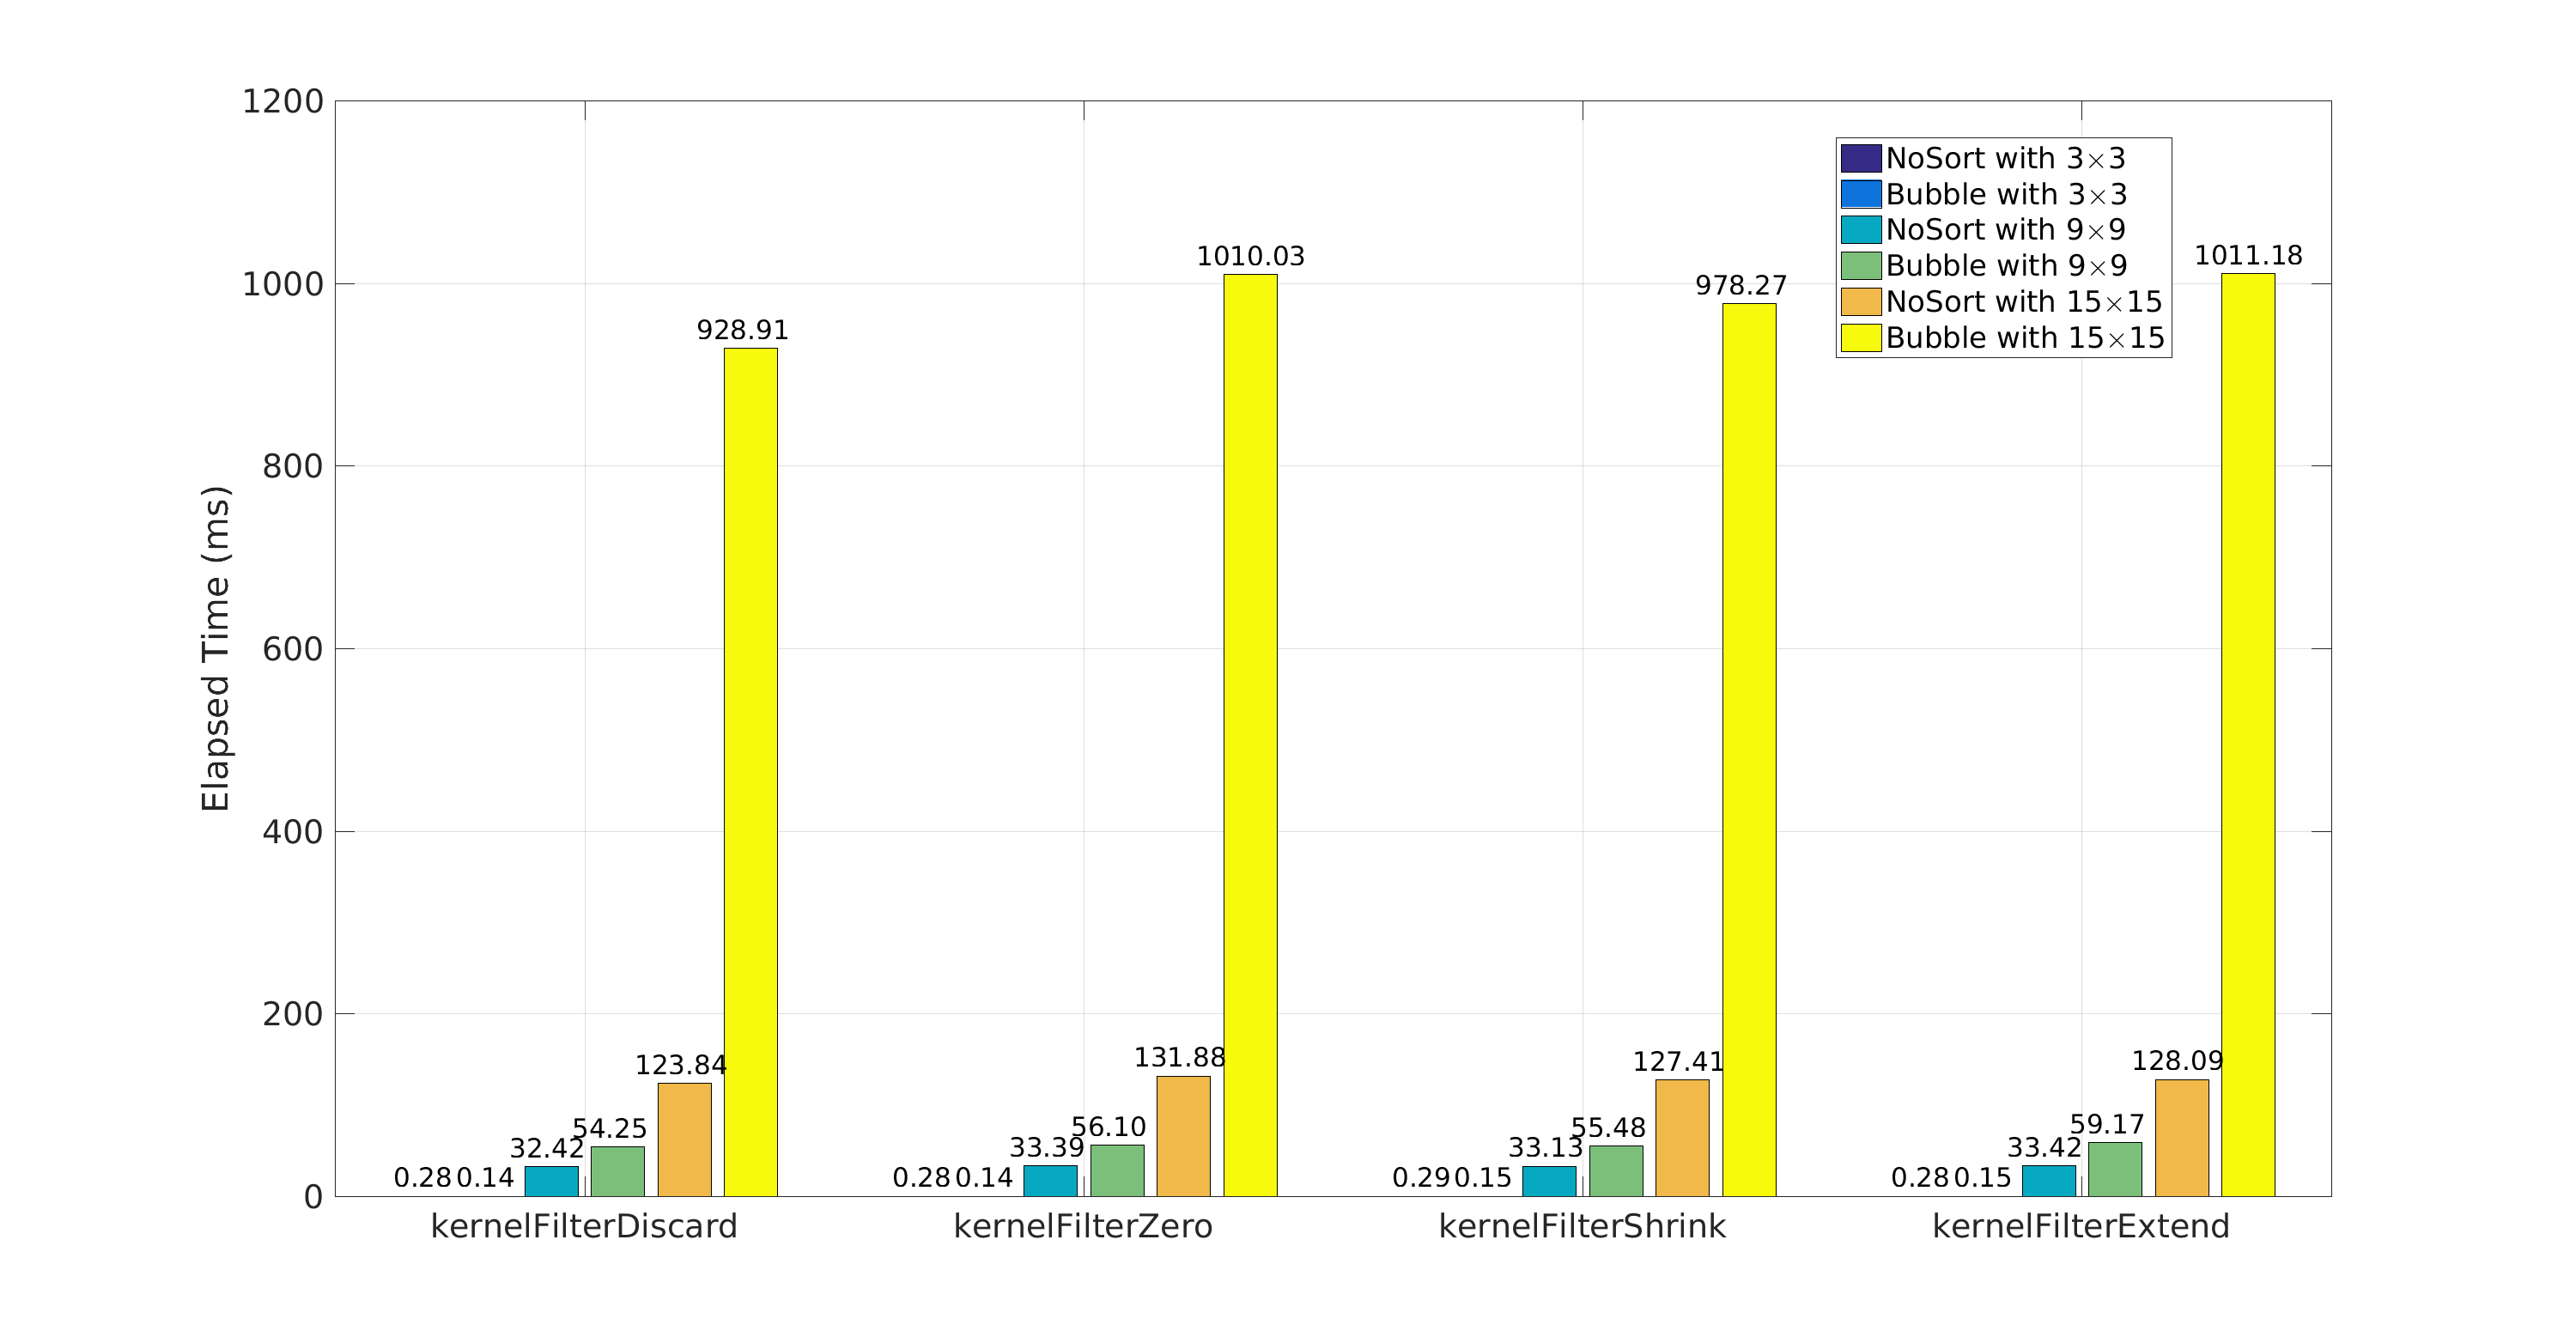 1200
1000
800
600
400
200
0
Elapsed Time (ms)
NoSort with 3×3
Bubble with 3×3
NoSort with 9×9
Bubble with 9×9
NoSort with 15×15
Bubble with 15×15
0.28 0.14 32.42 54.25 123.84 928.91
0.28 0.14 33.39 56.10 131.88 1010.03
0.29 0.15 33.13 55.48 127.41 978.27
0.28 0.15 33.42 59.17 128.09 1011.18
kernelFilterDiscard kernelFilterZero kernelFilterShrink kernelFilterExtend